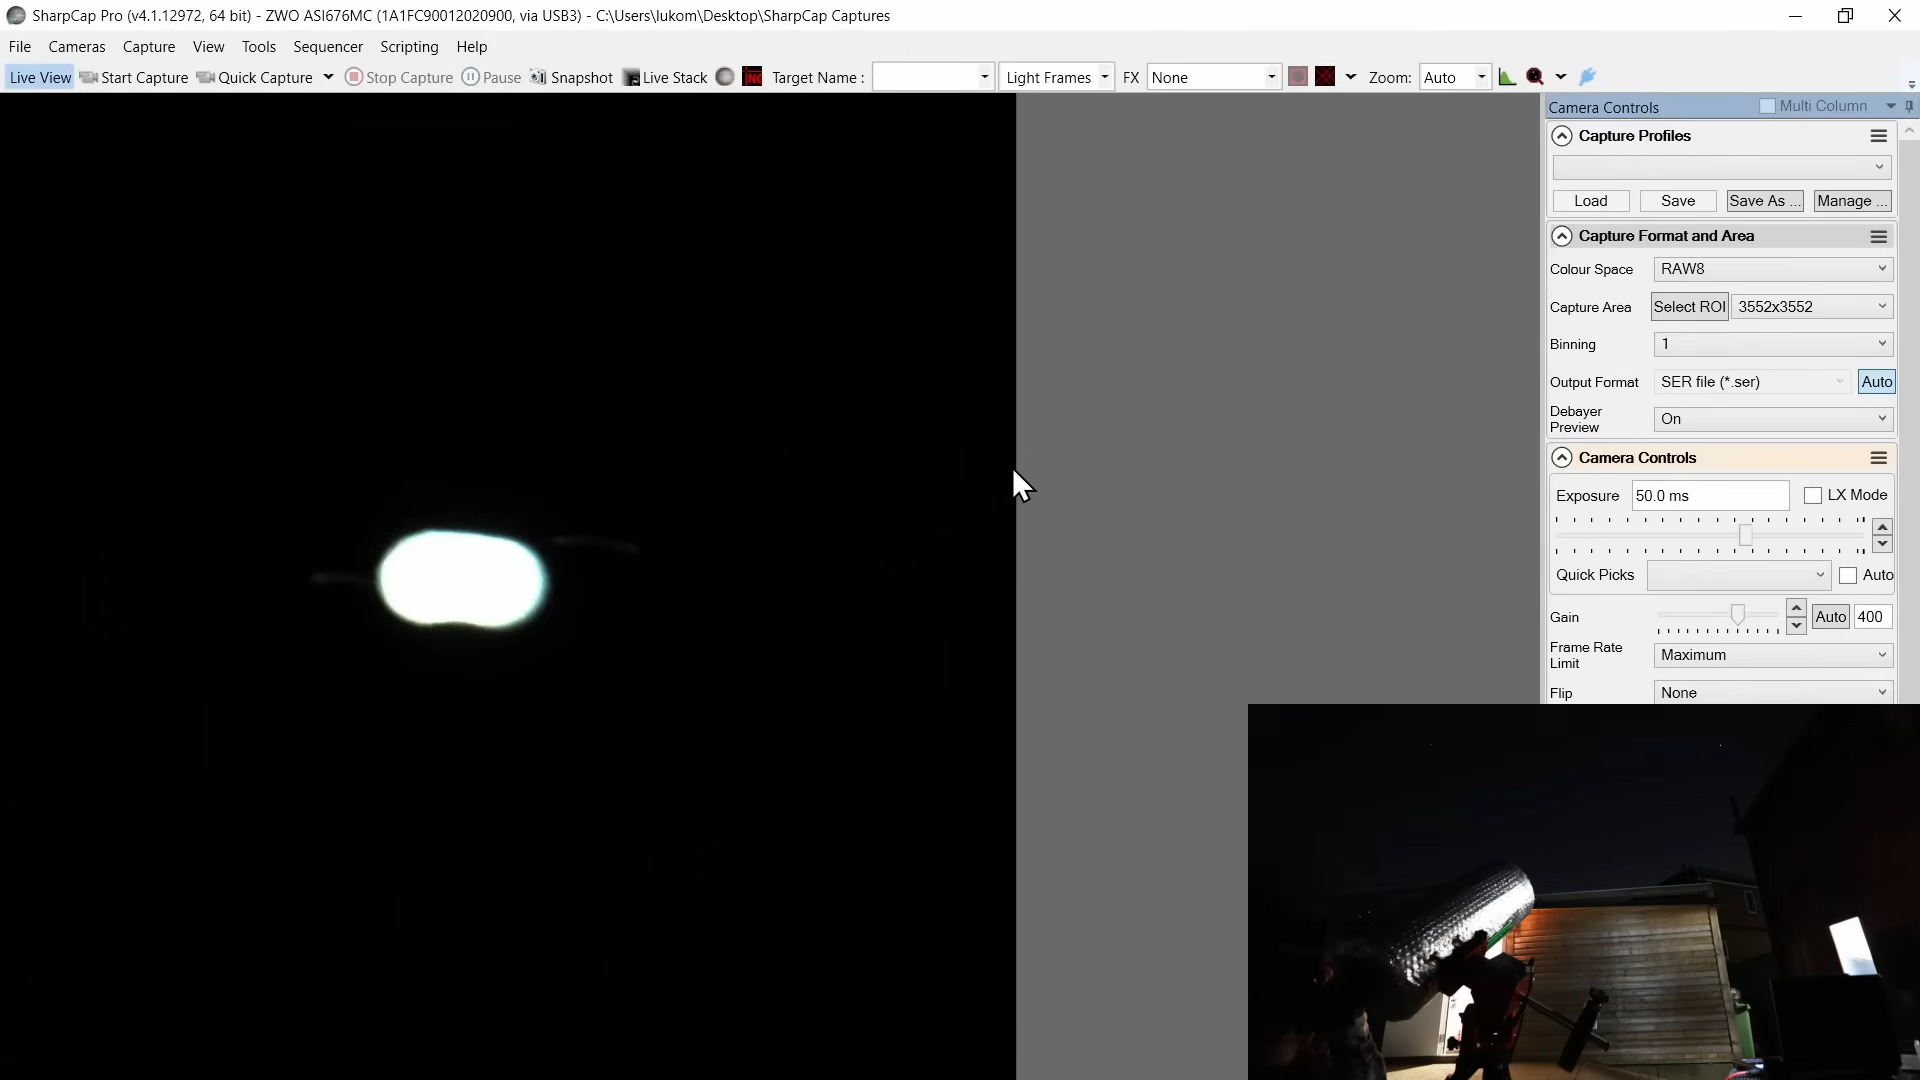 SharpCap Pro (v4.1.12972, 64 bit) - ZWO ASI676MC (1A1FC90012020900, via USB3) - C:\Users\lukom\Desktop\SharpCap Captures
File Cameras Capture View Tools Sequencer Scripting Help
Live View Start Capture Quick Capture Stop Capture Pause Snapshot Live Stack Target Name : Light Frames FX None Zoom: Auto
Camera Controls Multi Column
Capture Profiles
Load Save Save As ... Manage ...
Capture Format and Area
Colour Space RAW8
Capture Area Select ROI 3552x3552
Binning 1
Output Format SER file (*.ser) Auto
Debayer Preview On
Camera Controls
Exposure 50.0 ms LX Mode
Quick Picks Auto
Gain Auto 400
Frame Rate Limit Maximum
Flip None